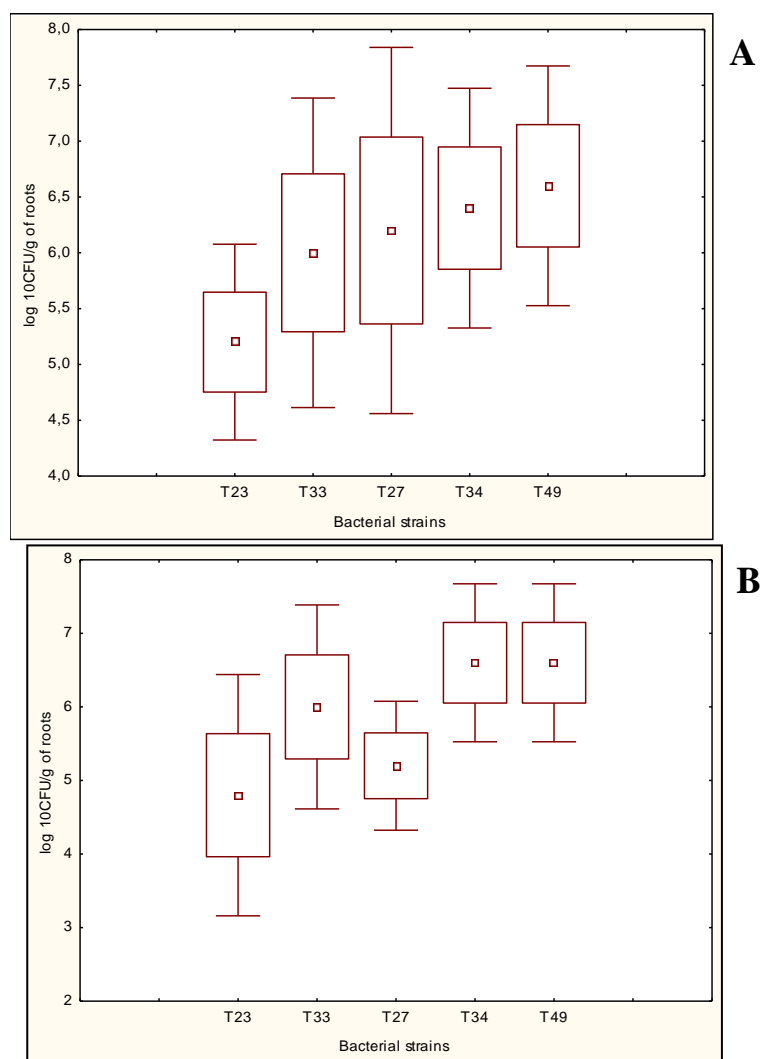 A
8,0
7,5
7,0
6,5
6,0
5,5
5,0
4,5
4,0
log 10CFU/g of roots
T23 T33 T27 T34 T49
Bacterial strains
B
8
7
6
5
4
3
2
log 10CFU/g of roots
T23 T33 T27 T34 T49
Bacterial strains